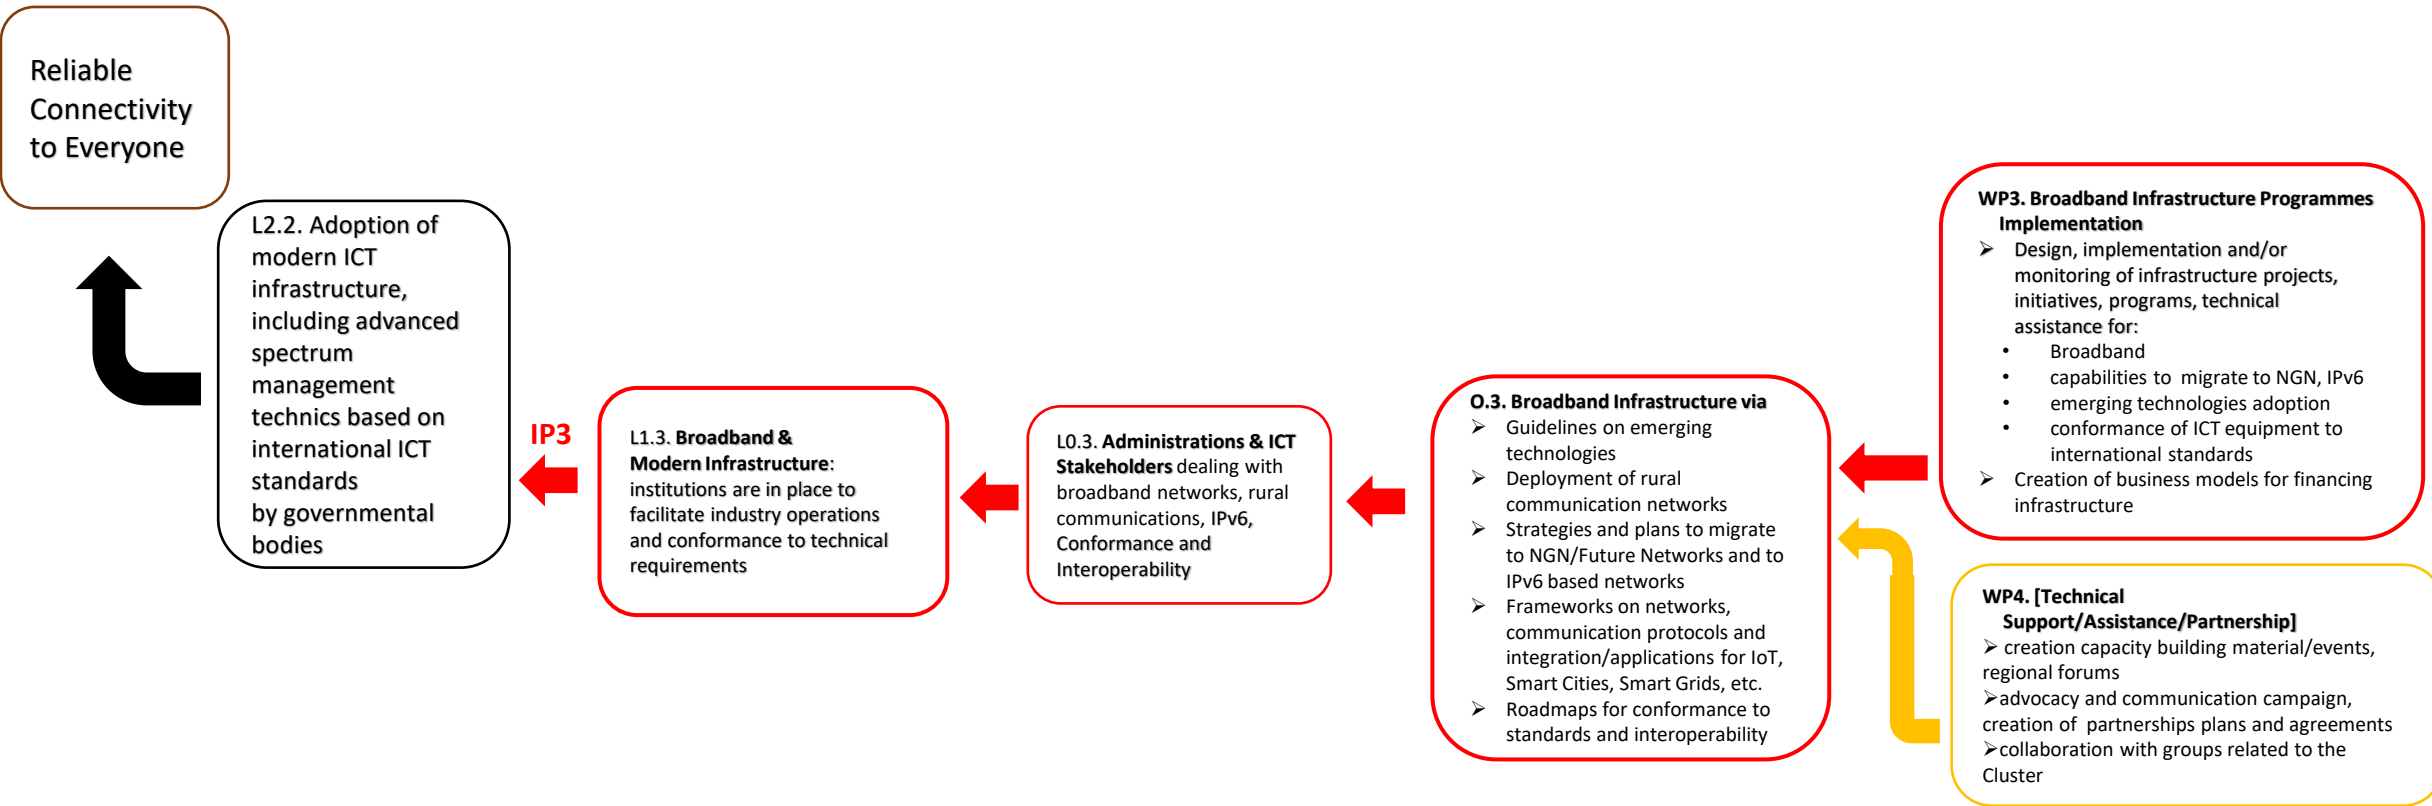 Reliable
Connectivity
to Everyone
L2.2. Adoption of
modern ICT
infrastructure,
including advanced
spectrum
management
technics based on
international ICT
standards
by governmental
bodies
IP3
L1.3. Broadband &
Modern Infrastructure:
institutions are in place to
facilitate industry operations
and conformance to technical
requirements
L0.3. Administrations & ICT
Stakeholders dealing with
broadband networks, rural
communications, IPv6,
Conformance and
Interoperability
O.3. Broadband Infrastructure via
➢ Guidelines on emerging
technologies
➢ Deployment of rural
communication networks
➢ Strategies and plans to migrate
to NGN/Future Networks and to
IPv6 based networks
➢ Frameworks on networks,
communication protocols and
integration/applications for IoT,
Smart Cities, Smart Grids, etc.
➢ Roadmaps for conformance to
standards and interoperability
WP3. Broadband Infrastructure Programmes
Implementation
➢ Design, implementation and/or
monitoring of infrastructure projects,
initiatives, programs, technical
assistance for:
• Broadband
• capabilities to migrate to NGN, IPv6
• emerging technologies adoption
• conformance of ICT equipment to
international standards
➢ Creation of business models for financing
infrastructure
WP4. [Technical
Support/Assistance/Partnership]
➢ creation capacity building material/events,
regional forums
➢advocacy and communication campaign,
creation of partnerships plans and agreements
➢collaboration with groups related to the
Cluster